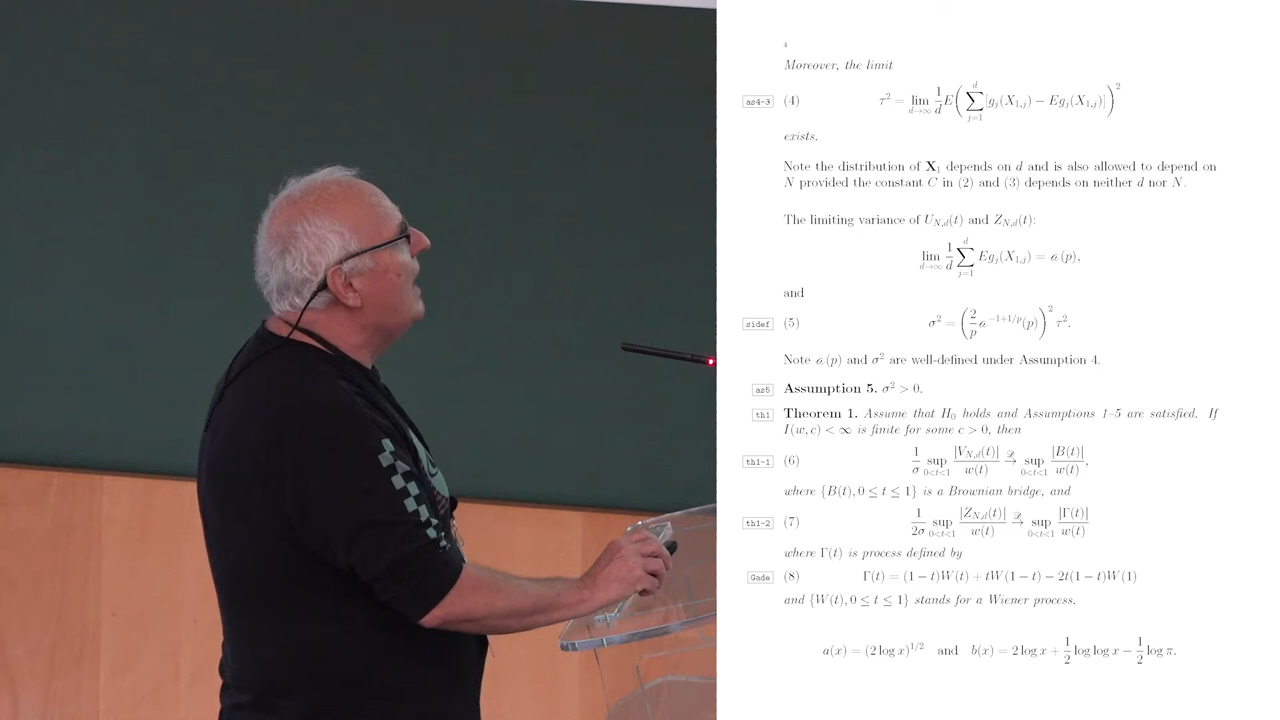 4
Moreover, the limit
as4-3 (4) τ² = lim_{d→∞} 1/d E( ∑_{j=1}^{d} [g_j(X_{1,j}) − Eg_j(X_{1,j})] )²
exists.
Note the distribution of X₁ depends on d and is also allowed to depend on
N provided the constant C in (2) and (3) depends on neither d nor N.
The limiting variance of U_{N,d}(t) and Z_{N,d}(t):
lim_{d→∞} 1/d ∑_{j=1}^{d} Eg_j(X_{1,j}) = 𝒶(p),
and
sidef (5) σ² = ( 2/p 𝒶^{−1+1/p}(p) )² τ².
Note 𝒶(p) and σ² are well-defined under Assumption 4.
as5 Assumption 5. σ² > 0.
th1 Theorem 1. Assume that H₀ holds and Assumptions 1–5 are satisfied. If
I(w, c) < ∞ is finite for some c > 0, then
th1-1 (6) 1/σ sup_{0<t<1} |V_{N,d}(t)|/w(t) →^{𝒟} sup_{0<t<1} |B(t)|/w(t),
where {B(t), 0 ≤ t ≤ 1} is a Brownian bridge, and
th1-2 (7) 1/2σ sup_{0<t<1} |Z_{N,d}(t)|/w(t) →^{𝒟} sup_{0<t<1} |Γ(t)|/w(t)
where Γ(t) is process defined by
Gade (8) Γ(t) = (1 − t)W(t) + tW(1 − t) − 2t(1 − t)W(1)
and {W(t), 0 ≤ t ≤ 1} stands for a Wiener process.
a(x) = (2 log x)^{1/2} and b(x) = 2 log x + 1/2 log log x − 1/2 log π.